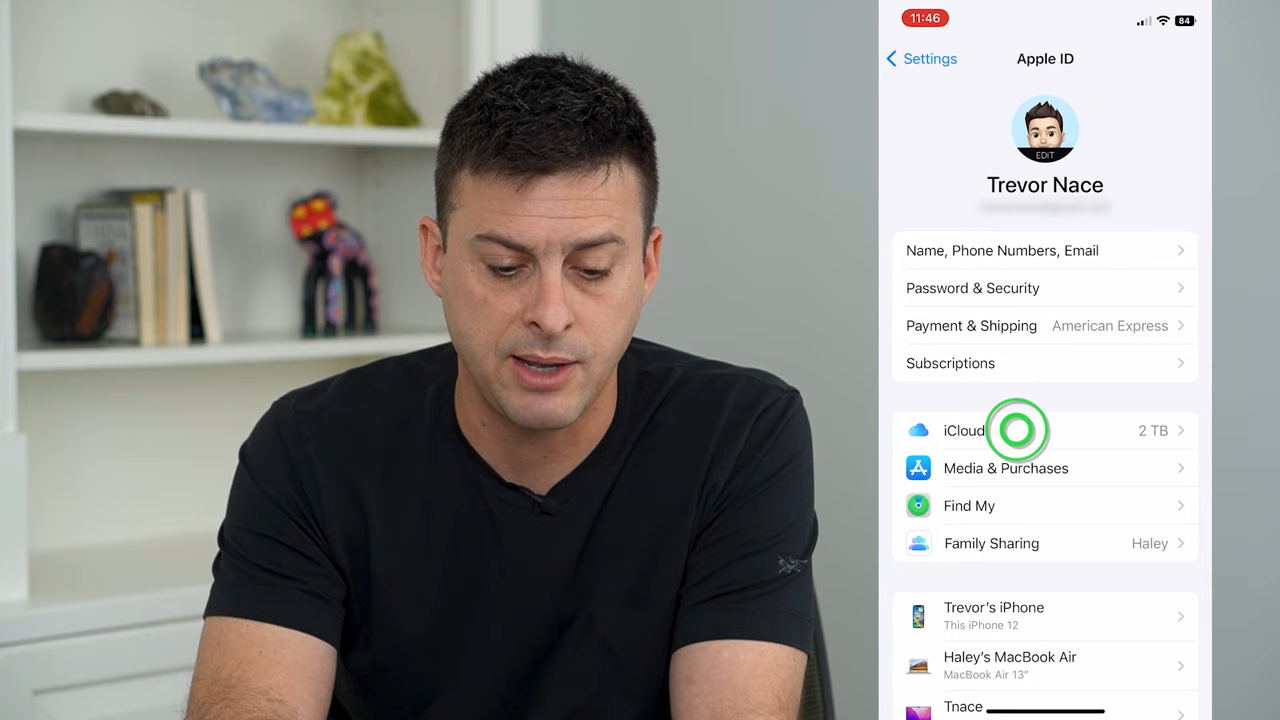 11:46
84
Settings
Apple ID
EDIT
Trevor Nace
Name, Phone Numbers, Email
Password & Security
Payment & Shipping American Express
Subscriptions
iCloud 2 TB
Media & Purchases
Find My
Family Sharing Haley
Trevor’s iPhone
This iPhone 12
Haley’s MacBook Air
MacBook Air 13”
Tnace